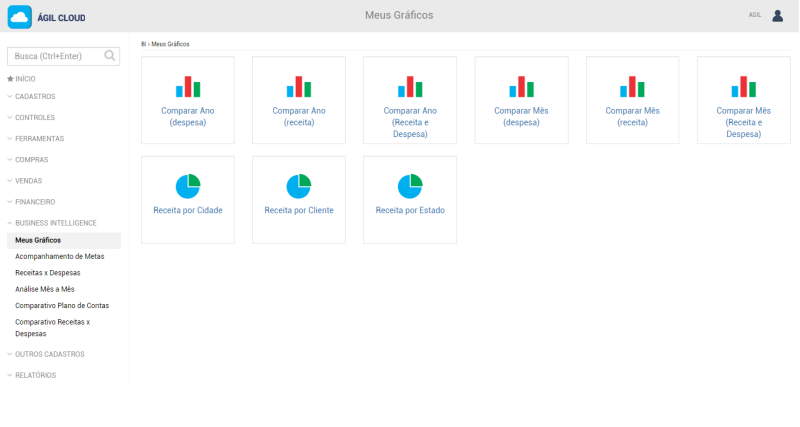 ÁGIL CLOUD
Meus Gráficos
AGIL
Busca (Ctrl+Enter)
INÍCIO
CADASTROS
CONTROLES
FERRAMENTAS
COMPRAS
VENDAS
FINANCEIRO
BUSINESS INTELLIGENCE
Meus Gráficos
Acompanhamento de Metas
Receitas x Despesas
Análise Mês a Mês
Comparativo Plano de Contas
Comparativo Receitas x
Despesas
OUTROS CADASTROS
RELATÓRIOS
BI › Meus Gráficos
Comparar Ano
(despesa)
Comparar Ano
(receita)
Comparar Ano
(Receita e
Despesa)
Comparar Mês
(despesa)
Comparar Mês
(receita)
Comparar Mês
(Receita e
Despesa)
Receita por Cidade
Receita por Cliente
Receita por Estado